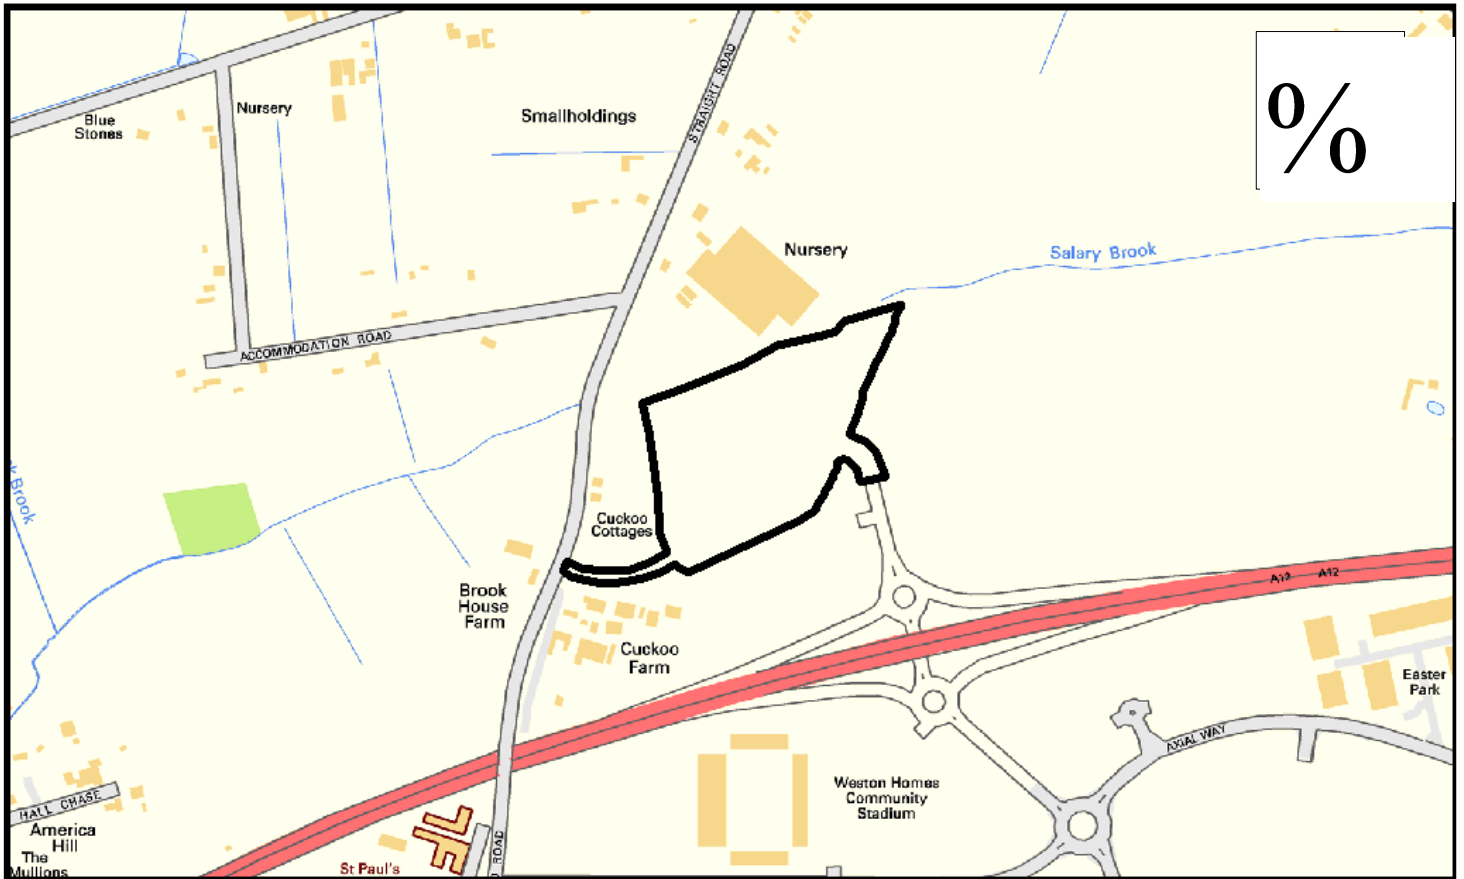 STRAIGHT ROAD
%
Nursery
Blue
Stones
Smallholdings
Nursery
Salary Brook
ACCOMMODATION ROAD
Brook
Cuckoo
Cottages
Brook
House
Farm
A12
A12
Cuckoo
Farm
Easter
Park
AXIAL WAY
Weston Homes
Community
Stadium
HALL CHASE
America
Hill
The
Mullions
St Paul's
ROAD